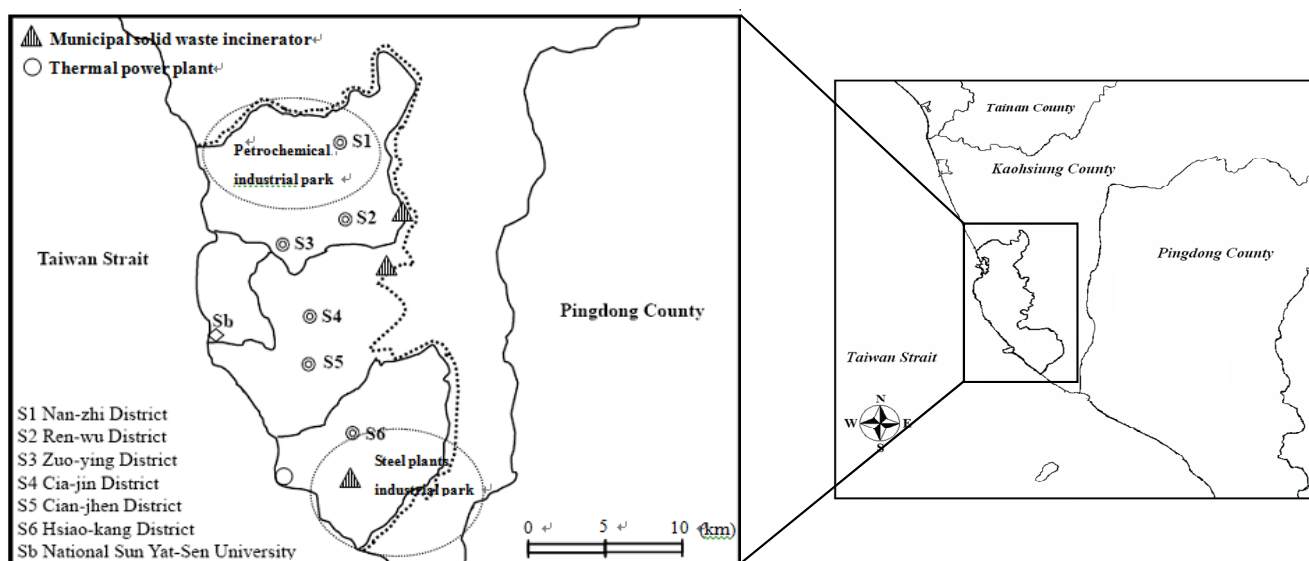 Municipal solid waste incinerator↵
Thermal power plant↵
S1
Petrochemical
industrial park ↵
S2
S3
Taiwan Strait
Sb
S4
Pingdong County
S5
S1 Nan-zhi District
S2 Ren-wu District
S3 Zuo-ying District
S4 Cia-jin District
S5 Cian-jhen District
S6 Hsiao-kang District
Sb National Sun Yat-Sen University
S6
Steel plants
industrial park
0 ↵ 5 ↵ 10 ↵ (km)
Tainan County
Kaohsiung County
Pingdong County
Taiwan Strait
N
W E
S